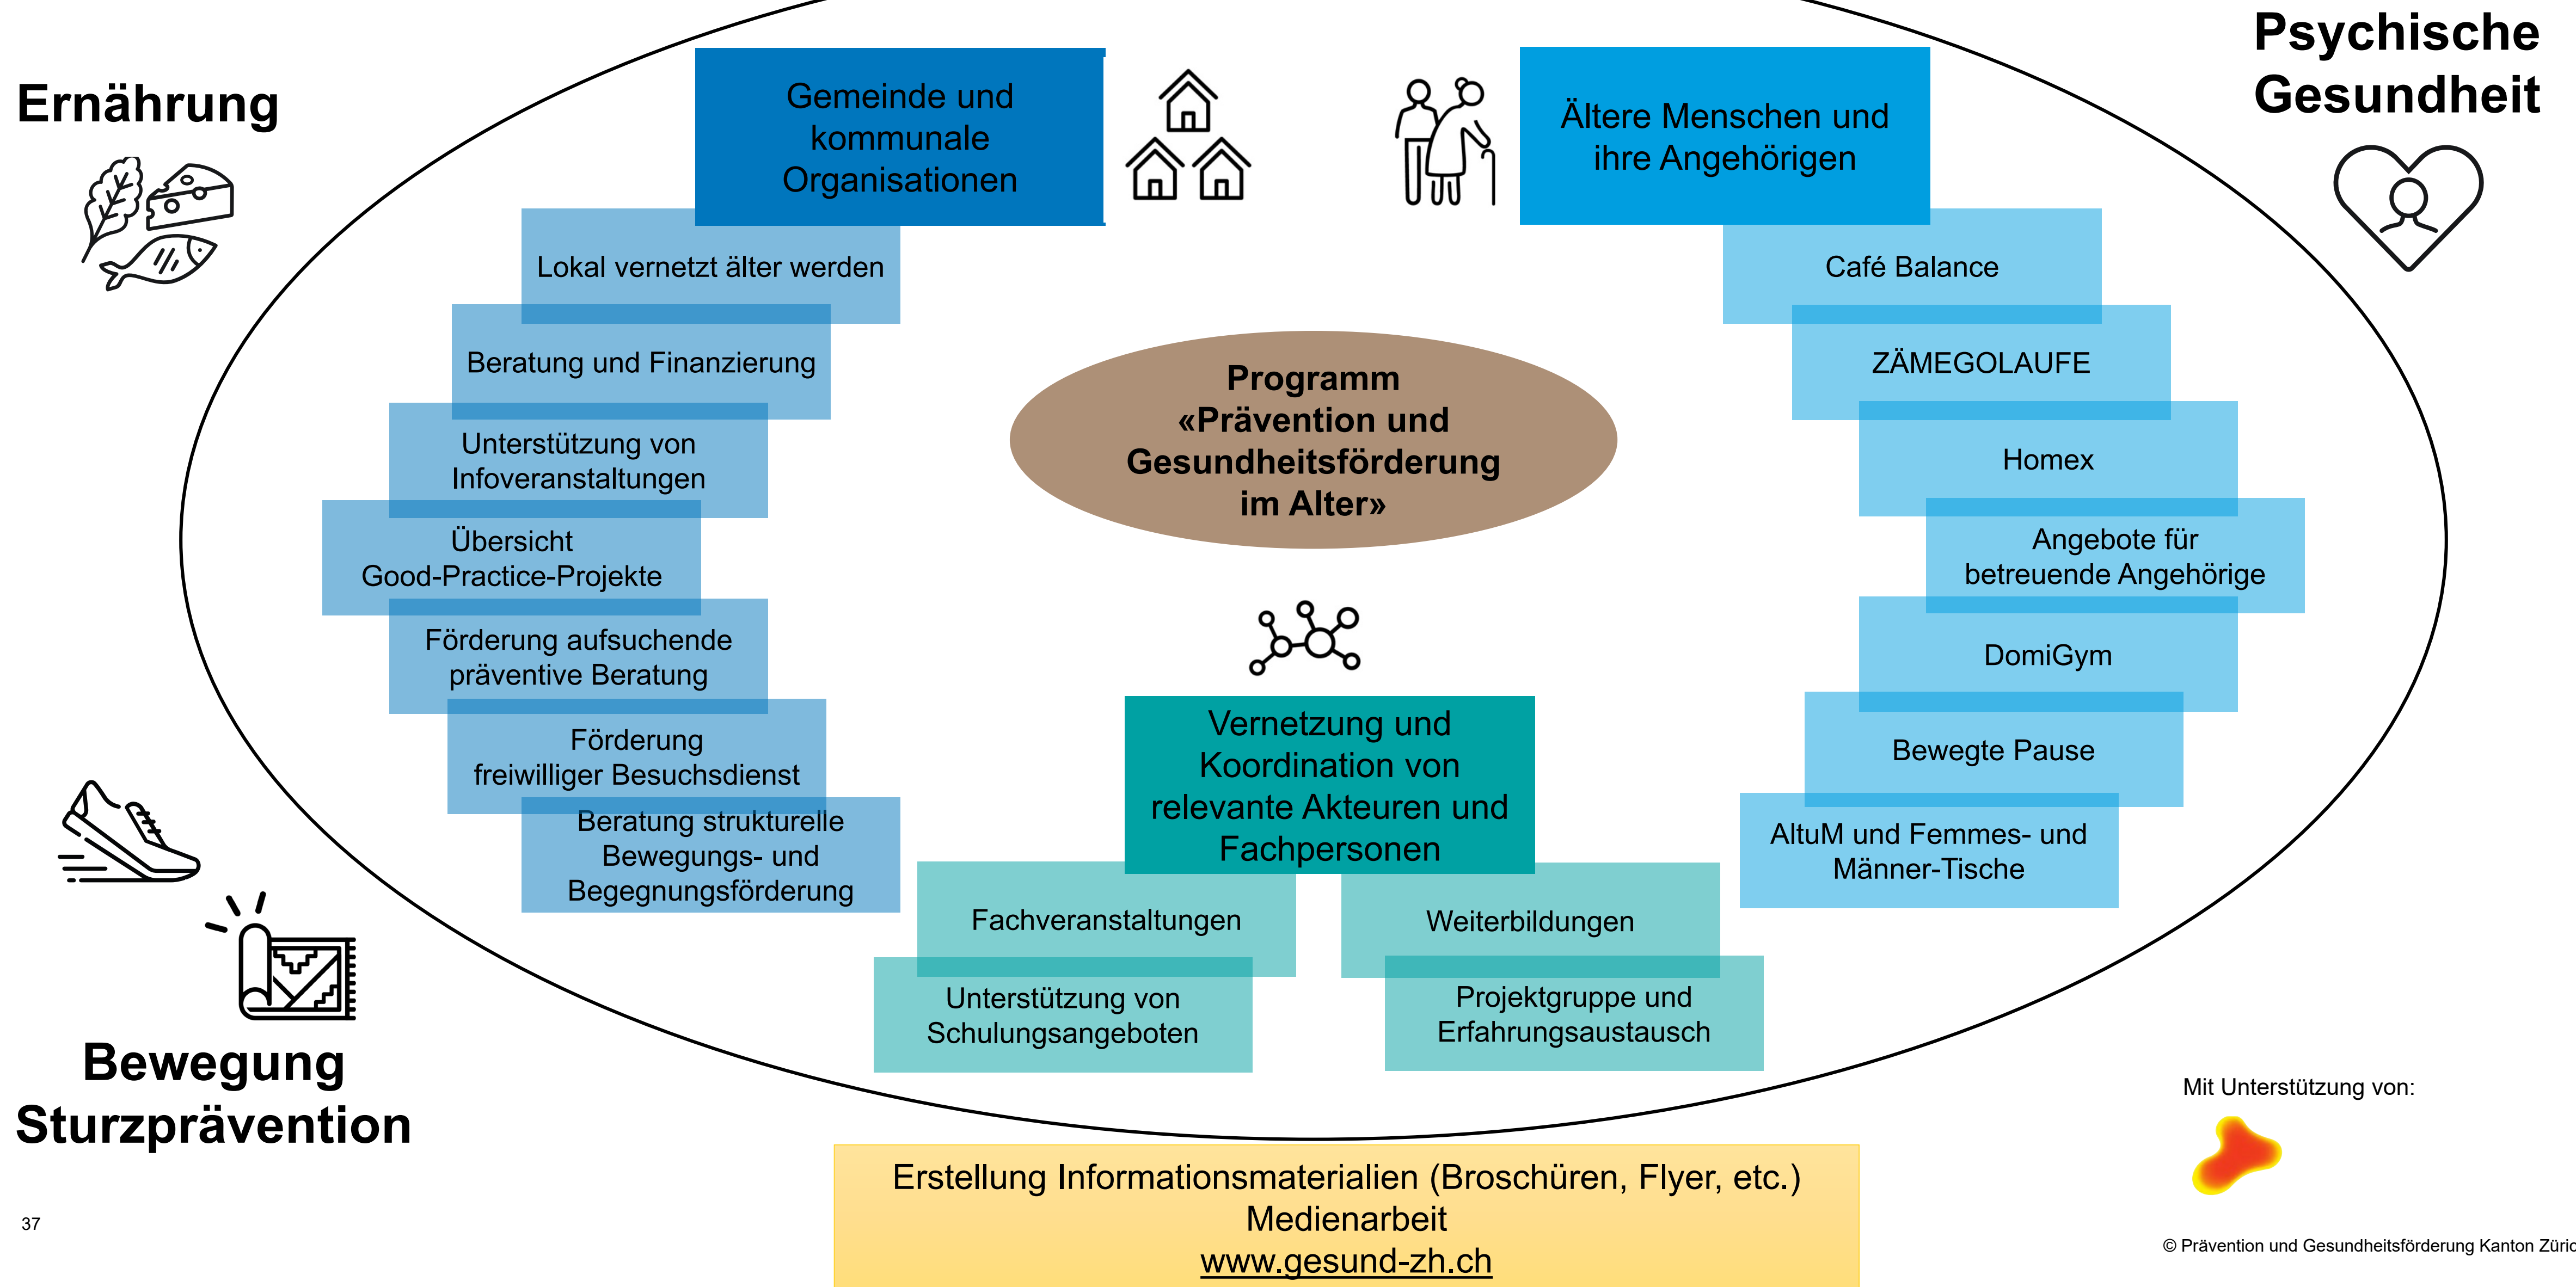 Ernährung
Psychische
Gesundheit
Gemeinde und
kommunale
Organisationen
Lokal vernetzt älter werden
Beratung und Finanzierung
Unterstützung von
Infoveranstaltungen
Übersicht
Good-Practice-Projekte
Förderung aufsuchende
präventive Beratung
Förderung
freiwilliger Besuchsdienst
Beratung strukturelle
Bewegungs- und
Begegnungsförderung
Programm
«Prävention und
Gesundheitsförderung
im Alter»
Vernetzung und
Koordination von
relevante Akteuren und
Fachpersonen
Fachveranstaltungen
Unterstützung von
Schulungsangeboten
Weiterbildungen
Projektgruppe und
Erfahrungsaustausch
Ältere Menschen und
ihre Angehörigen
Café Balance
ZÄMEGOLAUFE
Homex
Angebote für
betreuende Angehörige
DomiGym
Bewegte Pause
AltuM und Femmes- und
Männer-Tische
Bewegung
Sturzprävention
Erstellung Informationsmaterialien (Broschüren, Flyer, etc.)
Medienarbeit
www.gesund-zh.ch
Mit Unterstützung von:
37
© Prävention und Gesundheitsförderung Kanton Züric